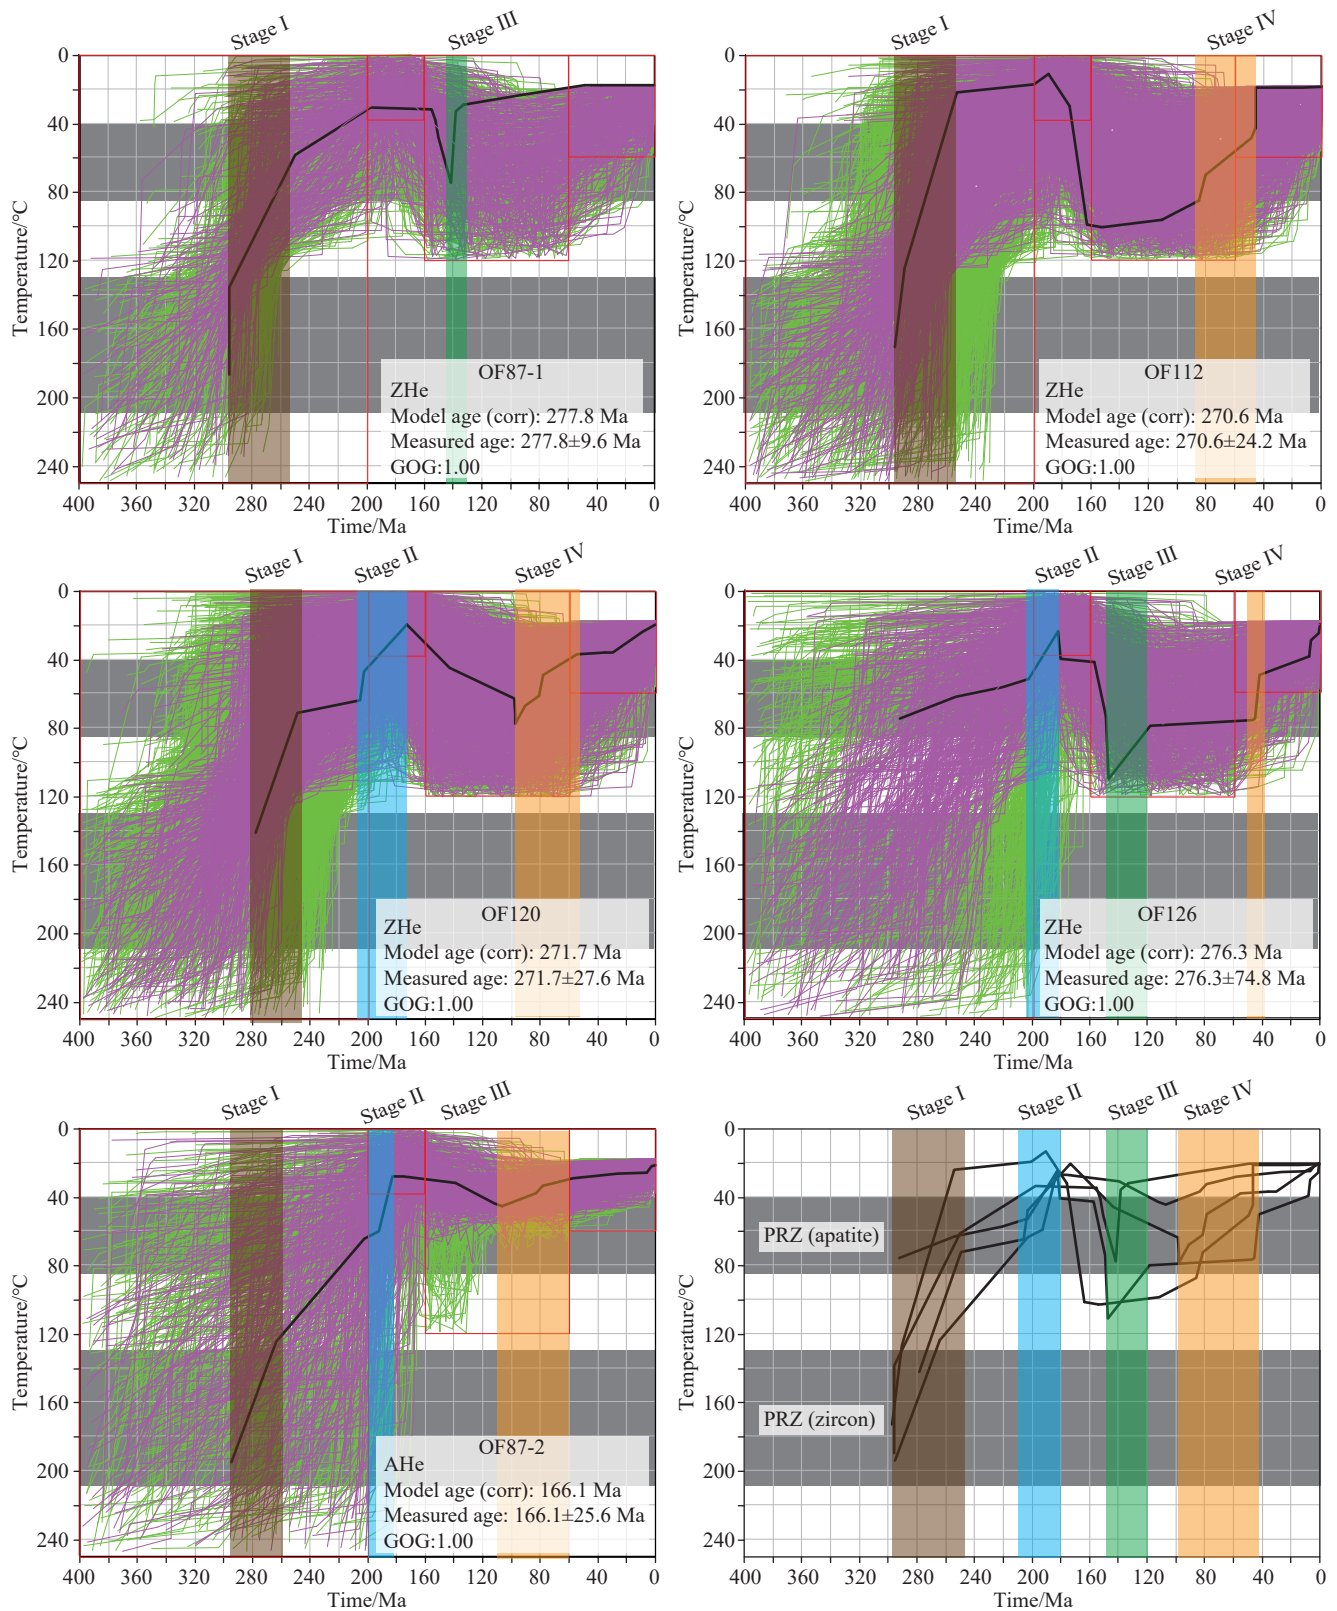 Stage I
Stage III
0
40
80
120
160
200
240
Temperature/°C
OF87-1
ZHe
Model age (corr): 277.8 Ma
Measured age: 277.8±9.6 Ma
GOG:1.00
400 360 320 280 240 200 160 120 80 40 0
Time/Ma
Stage I
Stage IV
0
40
80
120
160
200
240
Temperature/°C
OF112
ZHe
Model age (corr): 270.6 Ma
Measured age: 270.6±24.2 Ma
GOG:1.00
400 360 320 280 240 200 160 120 80 40 0
Time/Ma
Stage I
Stage II
Stage IV
0
40
80
120
160
200
240
Temperature/°C
OF120
ZHe
Model age (corr): 271.7 Ma
Measured age: 271.7±27.6 Ma
GOG:1.00
400 360 320 280 240 200 160 120 80 40 0
Time/Ma
Stage II
Stage III
Stage IV
0
40
80
120
160
200
240
Temperature/°C
OF126
ZHe
Model age (corr): 276.3 Ma
Measured age: 276.3±74.8 Ma
GOG:1.00
400 360 320 280 240 200 160 120 80 40 0
Time/Ma
Stage I
Stage II
Stage III
0
40
80
120
160
200
240
Temperature/°C
OF87-2
AHe
Model age (corr): 166.1 Ma
Measured age: 166.1±25.6 Ma
GOG:1.00
400 360 320 280 240 200 160 120 80 40 0
Time/Ma
Stage I
Stage II
Stage III
Stage IV
0
40
80
120
160
200
240
Temperature/°C
PRZ (apatite)
PRZ (zircon)
400 360 320 280 240 200 160 120 80 40 0
Time/Ma